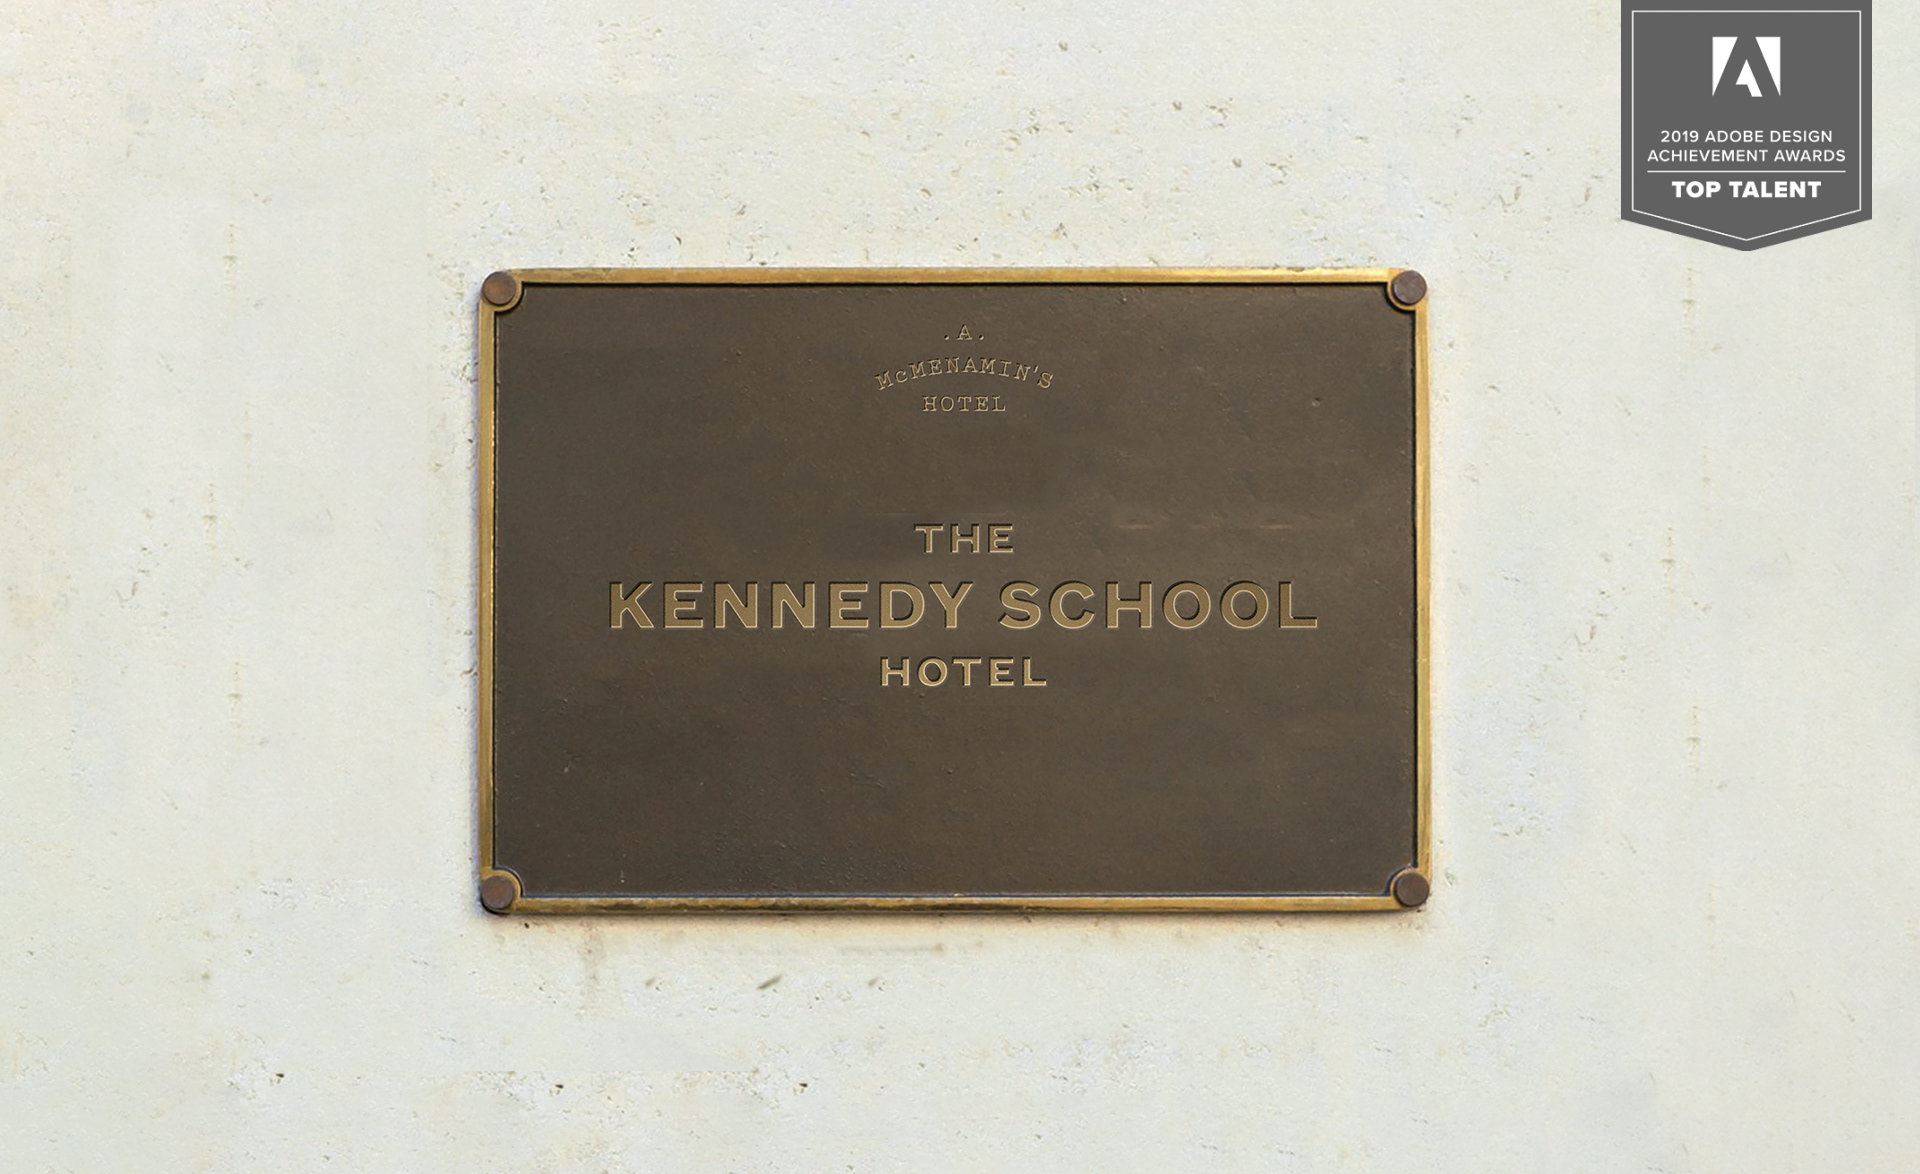 2019 ADOBE DESIGN
ACHIEVEMENT AWARDS
TOP TALENT
. A .
McMENAMIN'S
HOTEL
THE
KENNEDY SCHOOL
HOTEL